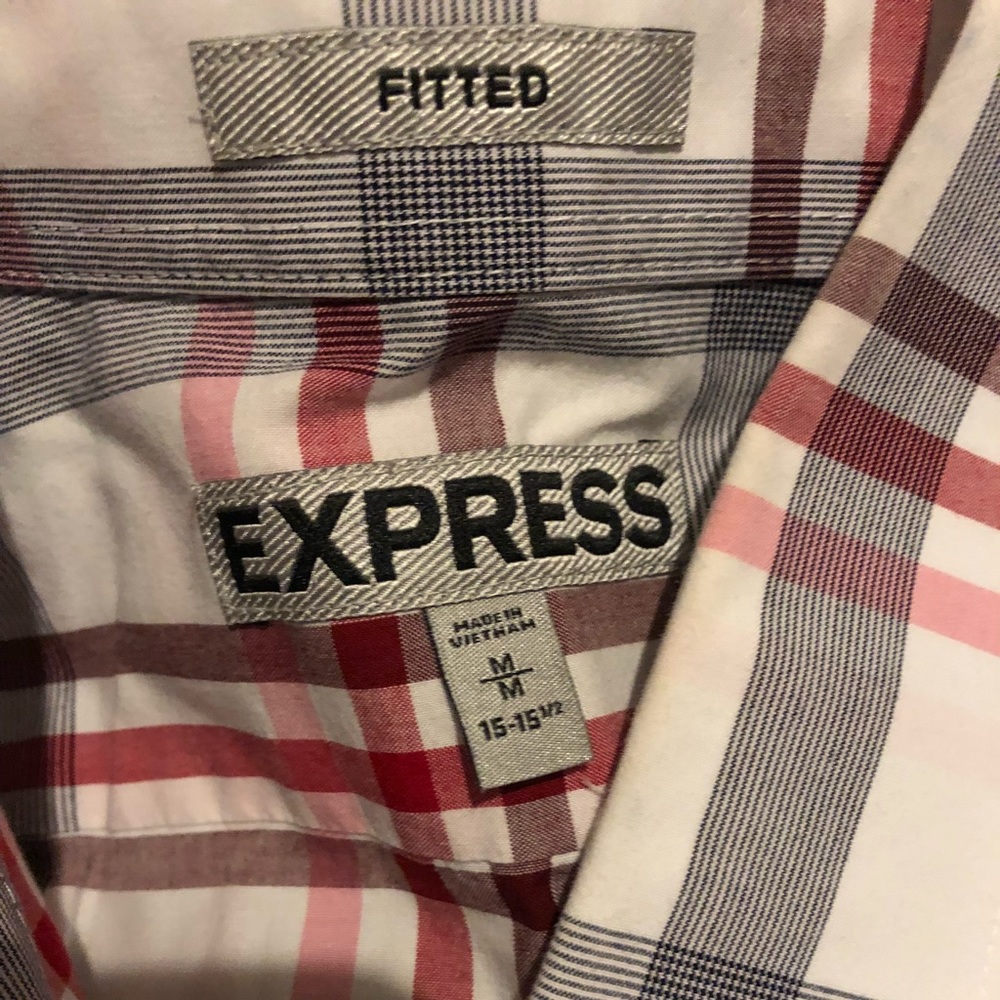 FITTED
EXPRESS
MADE IN
VIETNAM
M
M
15-15 1/2